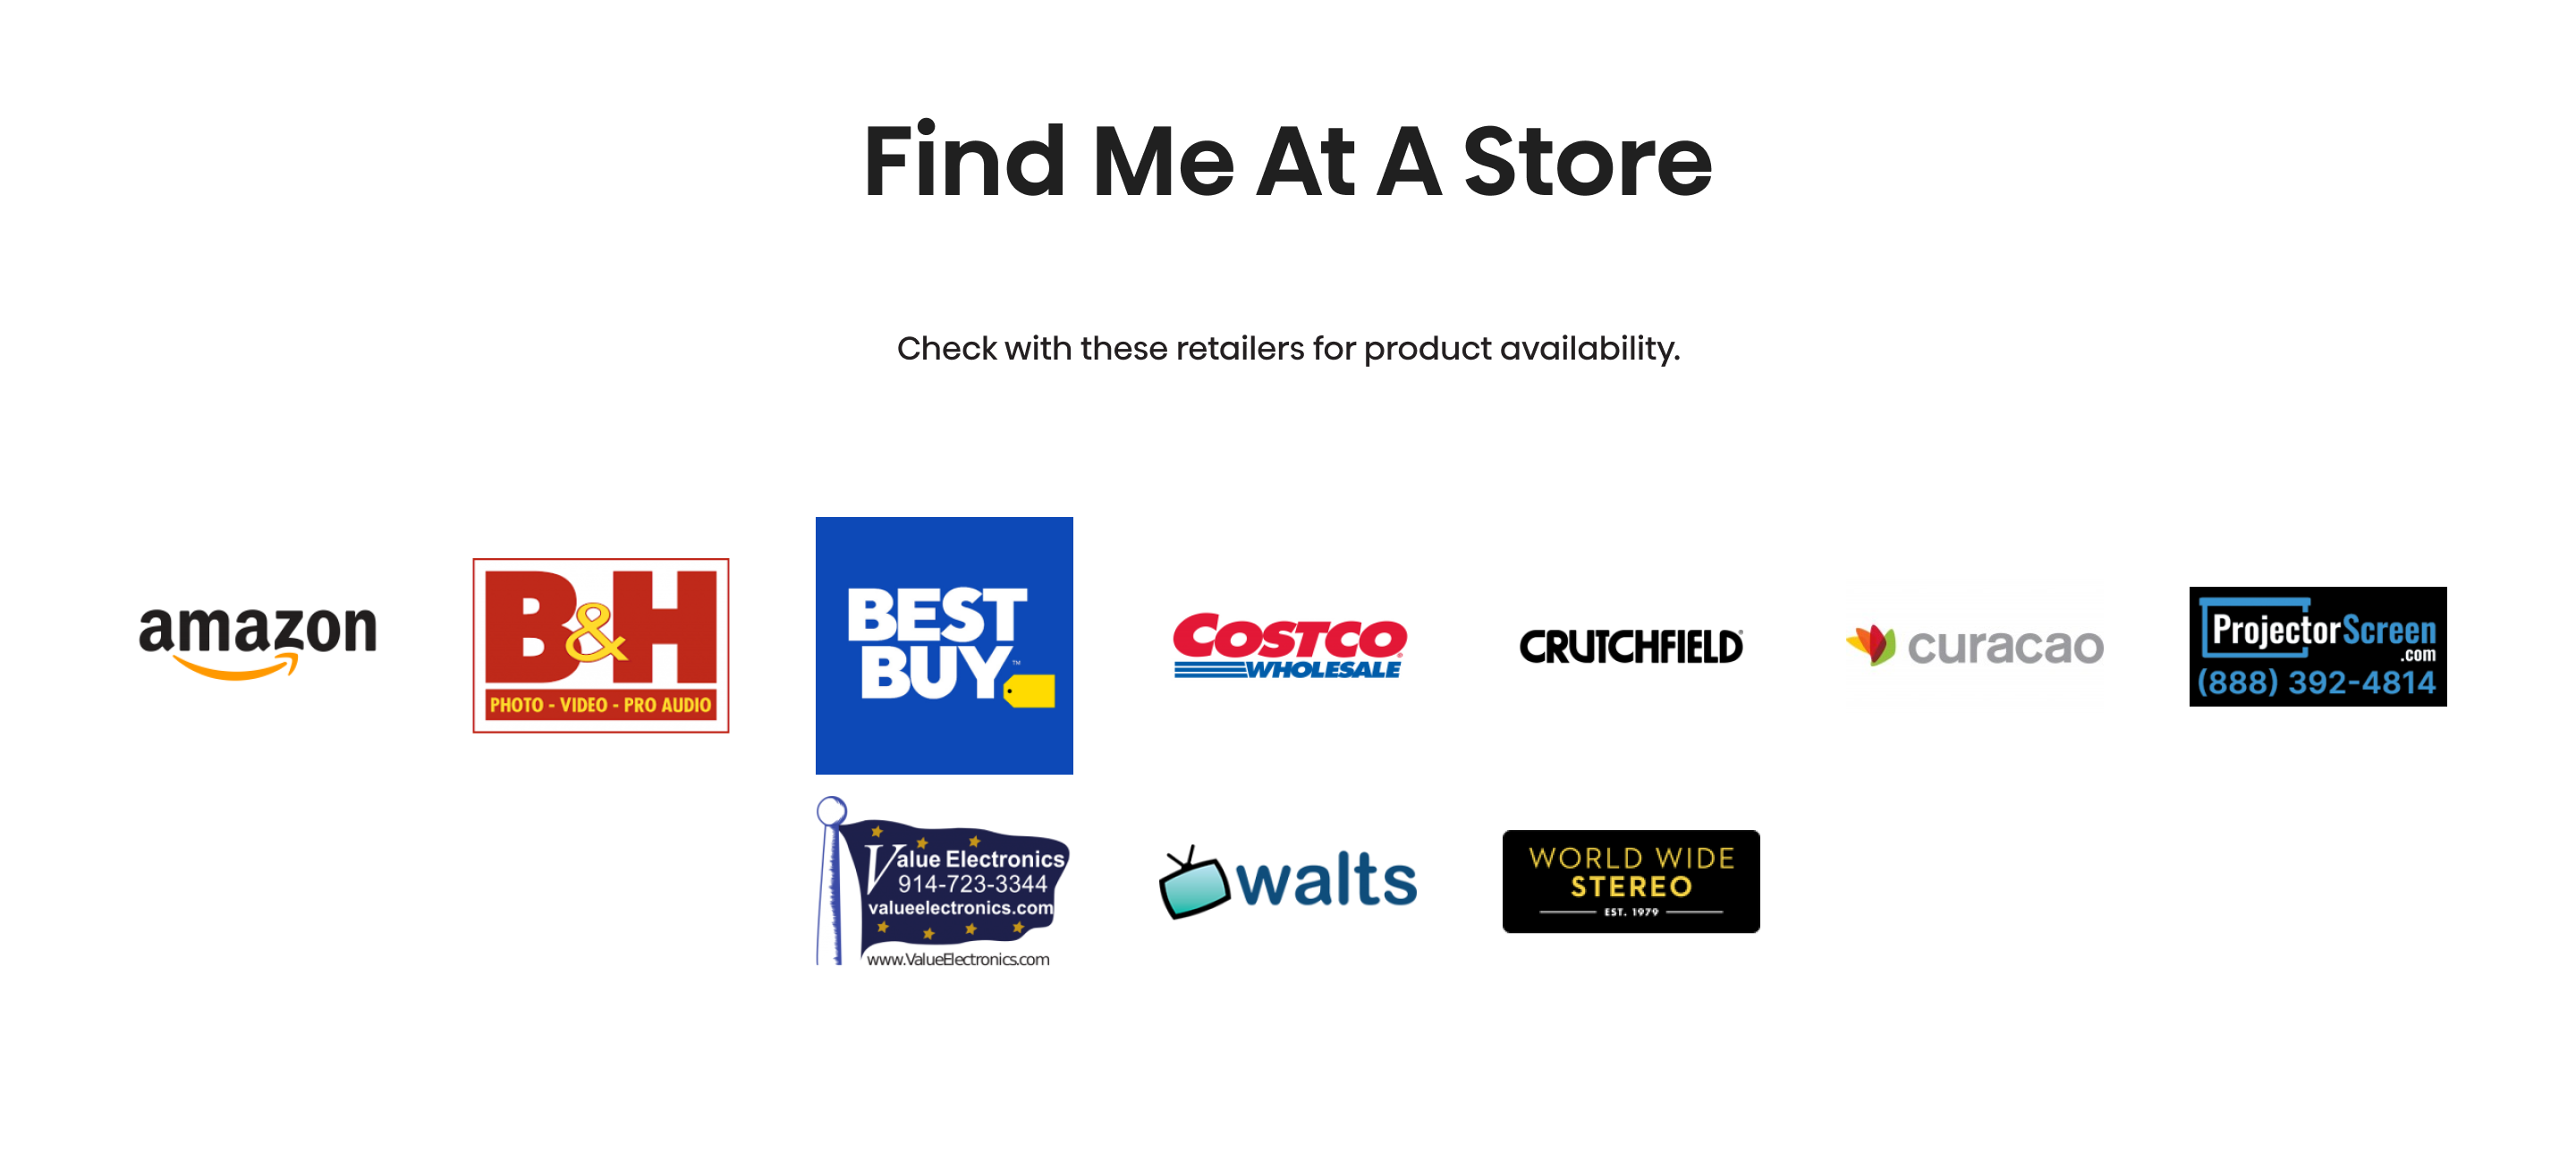 Find Me At A Store
Check with these retailers for product availability.
amazon
B&H
PHOTO - VIDEO - PRO AUDIO
BEST
BUY™
COSTCO®
WHOLESALE
CRUTCHFIELD®
curacao
ProjectorScreen
.com
(888) 392-4814
Value Electronics
914-723-3344
valueelectronics.com
www.ValueElectronics.com
walts
WORLD WIDE
STEREO
EST. 1979